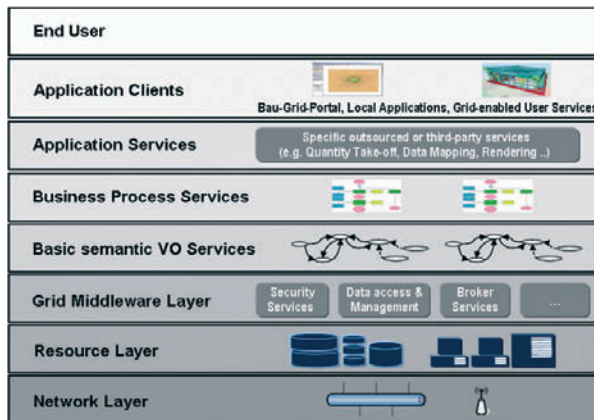 End User
Application Clients
Bau-Grid-Portal, Local Applications, Grid-enabled User Services
Application Services
Specific outsourced or third-party services
(e.g. Quantity Take-off, Data Mapping, Rendering ..)
Business Process Services
Basic semantic VO Services
Grid Middleware Layer
Security
Services
Data access &
Management
Broker
Services
...
Resource Layer
Network Layer